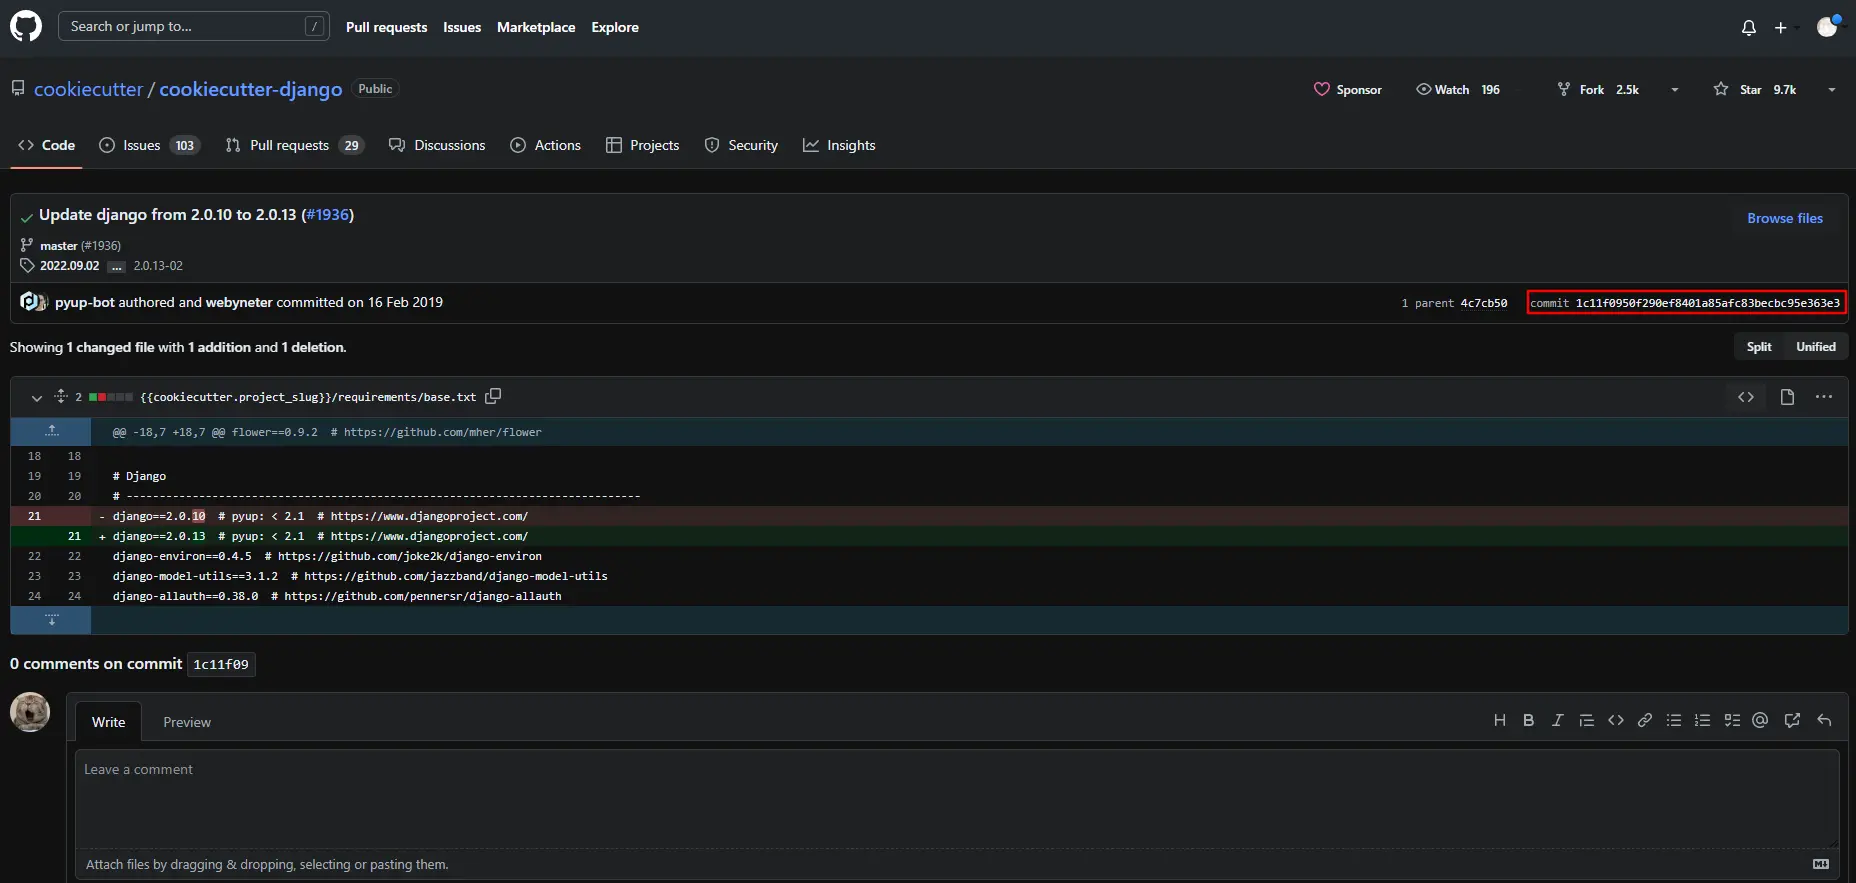 Search or jump to... /
Pull requests Issues Marketplace Explore
cookiecutter / cookiecutter-django Public
Sponsor Watch 196 Fork 2.5k Star 9.7k
Code Issues 103 Pull requests 29 Discussions Actions Projects Security Insights
Update django from 2.0.10 to 2.0.13 (#1936)
Browse files
master (#1936)
2022.09.02 ... 2.0.13-02
pyup-bot authored and webyneter committed on 16 Feb 2019
1 parent 4c7cb50 commit 1c11f0950f290ef8401a85afc83becbc95e363e3
Showing 1 changed file with 1 addition and 1 deletion.
Split Unified
2 {{cookiecutter.project_slug}}/requirements/base.txt
@@ -18,7 +18,7 @@ flower==0.9.2  # https://github.com/mher/flower
18 18
19 19 # Django
20 20 # ------------------------------------------------------------------------------
21 - django==2.0.10  # pyup: < 2.1  # https://www.djangoproject.com/
21 + django==2.0.13  # pyup: < 2.1  # https://www.djangoproject.com/
22 22 django-environ==0.4.5  # https://github.com/joke2k/django-environ
23 23 django-model-utils==3.1.2  # https://github.com/jazzband/django-model-utils
24 24 django-allauth==0.38.0  # https://github.com/pennersr/django-allauth
0 comments on commit 1c11f09
Write Preview
Leave a comment
Attach files by dragging & dropping, selecting or pasting them.